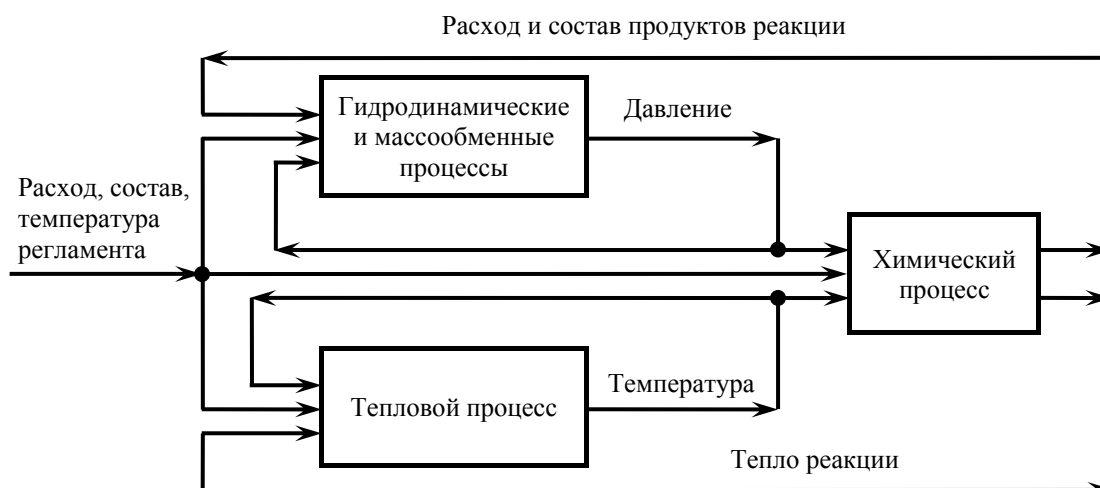 Расход и состав продуктов реакции
Гидродинамические
и массообменные
процессы
Давление
Расход, состав,
температура
регламента
Химический
процесс
Тепловой процесс
Температура
Тепло реакции